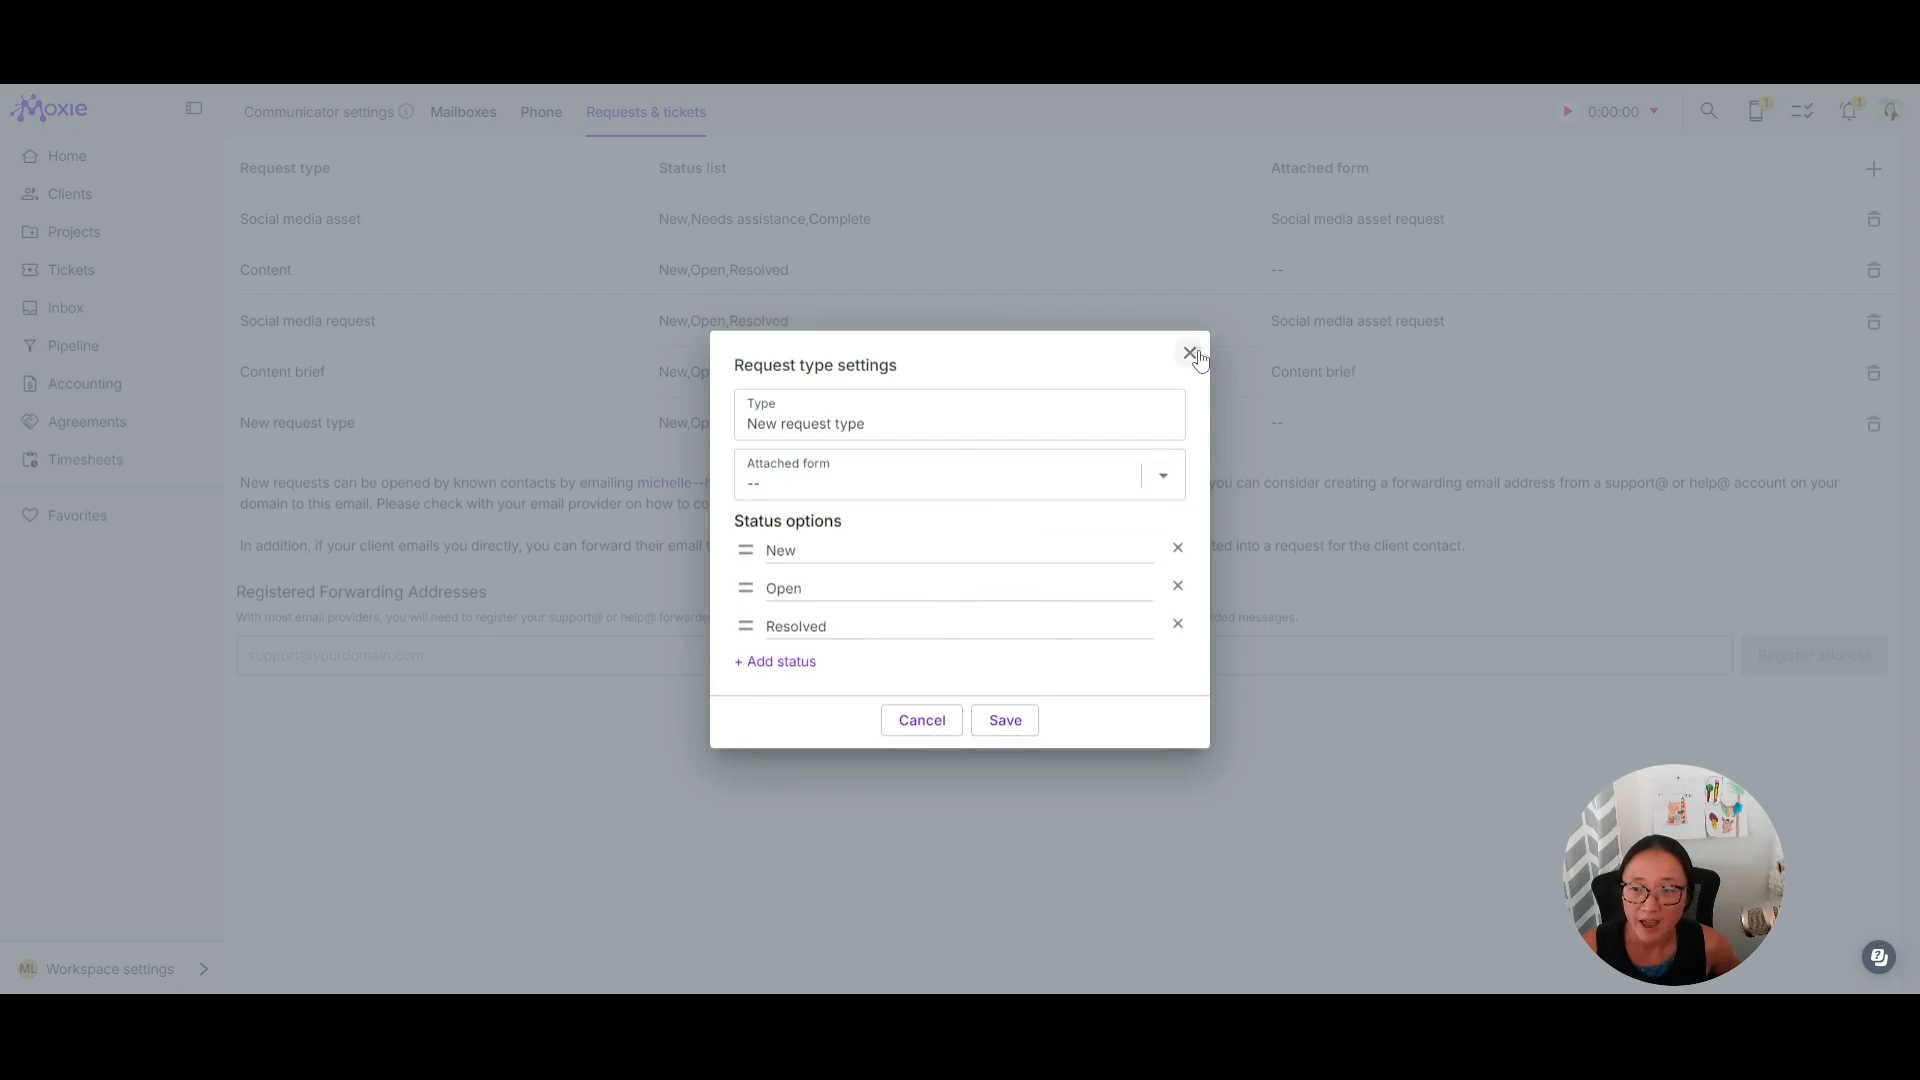 Moxie
Communicator settings
Mailboxes
Phone
Requests & tickets
0:00:00
1
1
Home
Clients
Projects
Tickets
Inbox
Pipeline
Accounting
Agreements
Timesheets
Favorites
ML Workspace settings
Request type Status list Attached form
Social media asset New,Needs assistance,Complete Social media asset request
Content New,Open,Resolved --
Social media request New,Open,Resolved Social media asset request
Content brief New,Op Content brief
New request type New,Op --
New requests can be opened by known contacts by emailing michelle-- you can consider creating a forwarding email address from a support@ or help@ account on your
domain to this email. Please check with your email provider on how to co
In addition, if your client emails you directly, you can forward their email ted into a request for the client contact.
Registered Forwarding Addresses
With most email providers, you will need to register your support@ or help@ forwarde ded messages.
support@yourdomain.com
Register address
Request type settings
Type
New request type
Attached form
--
Status options
New
Open
Resolved
+ Add status
Cancel
Save